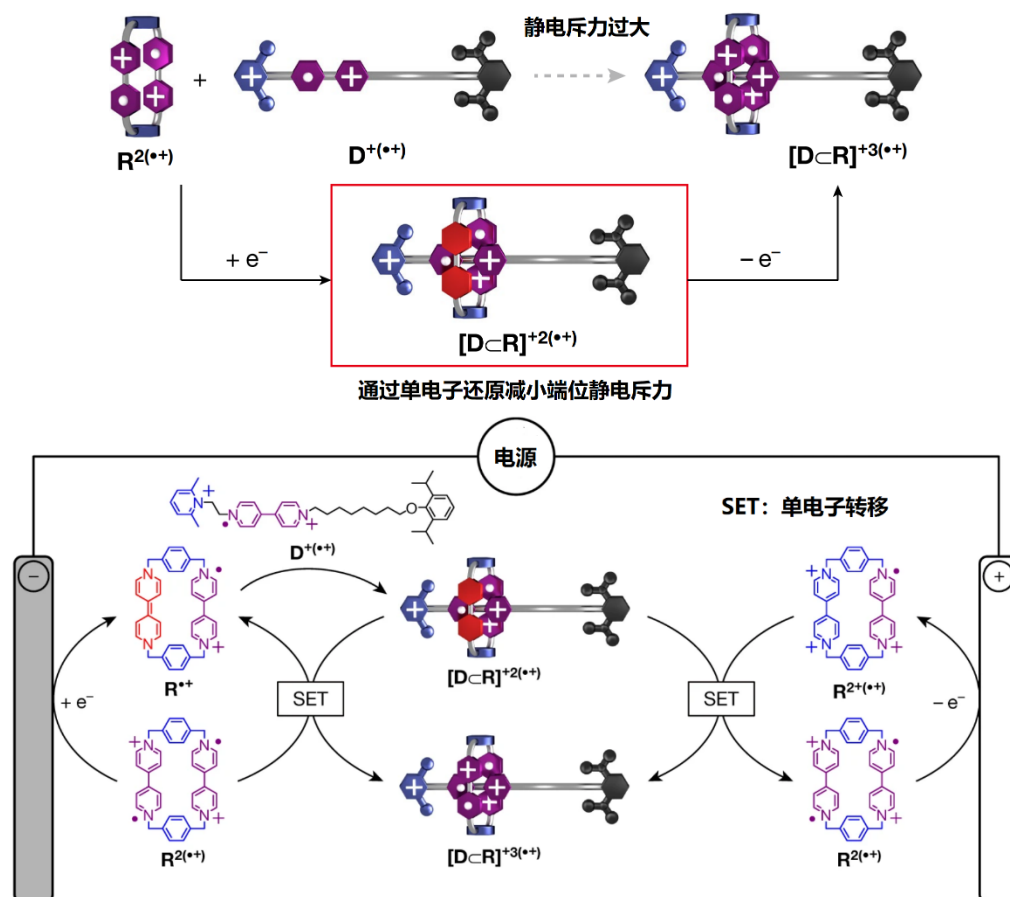 静电斥力过大
+
R2(•+)
D+(•+)
[D⊂R]+3(•+)
+ e−
− e−
[D⊂R]+2(•+)
通过单电子还原减小端位静电斥力
电源
SET：单电子转移
N
+
N
•
N
+
O
D+(•+)
−
+
N
N •
N
N +
R•+
[D⊂R]+2(•+)
+ N
N •
+ N
N +
R2+(•+)
+ e−
SET
SET
− e−
+ N
N •
• N
N +
R2(•+)
[D⊂R]+3(•+)
+ N
N •
• N
N +
R2(•+)